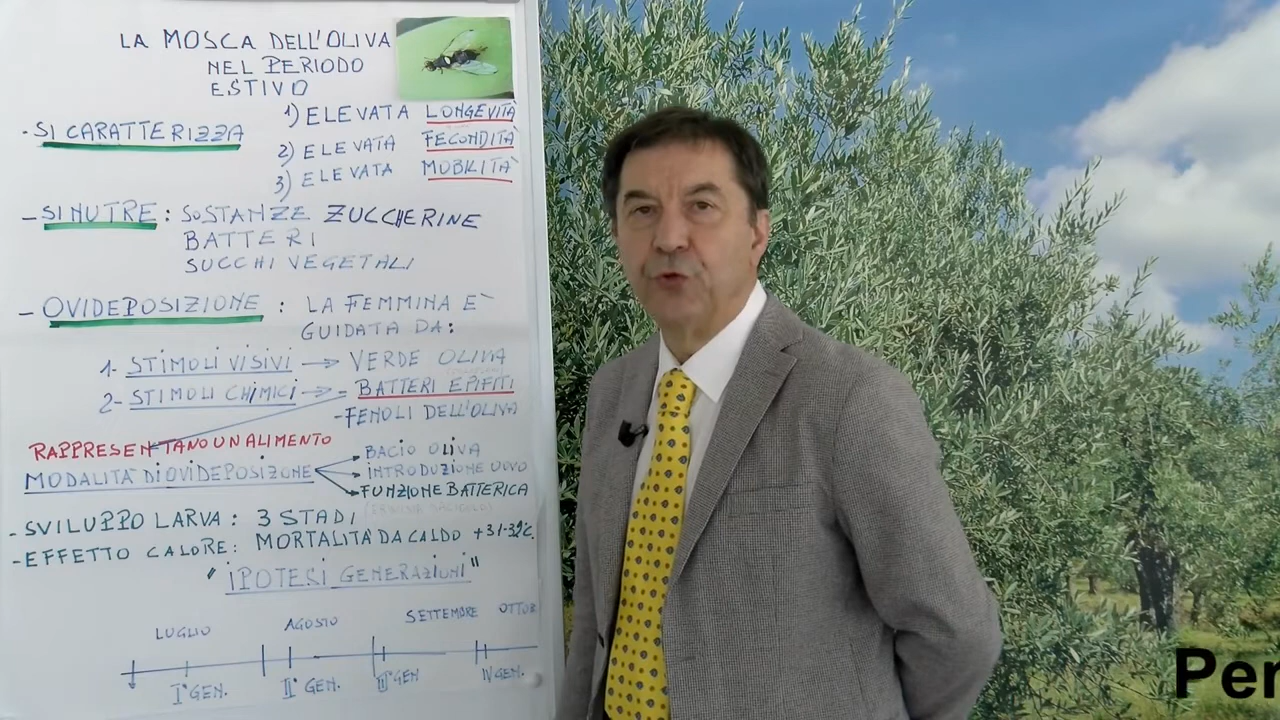 LA MOSCA DELL'OLIVA
NEL PERIODO
ESTIVO
- SI CARATTERIZZA
1) ELEVATA LONGEVITÀ
2) ELEVATA FECONDITÀ
3) ELEVATA MOBILITÀ
- SI NUTRE : SOSTANZE ZUCCHERINE
BATTERI
SUCCHI VEGETALI
- OVIDEPOSIZIONE : LA FEMMINA È
GUIDATA DA:
1- STIMOLI VISIVI → VERDE OLIVA
2- STIMOLI CHIMICI → - BATTERI EPIFITI
- FENOLI DELL'OLIVA
RAPPRESENTANO UN ALIMENTO
MODALITA DI OVIDEPOSIZONE
BACIO OLIVA
INTRODUZIONE UOVO
FUNZIONE BATTERICA
- SVILUPPO LARVA : 3 STADI
- EFFETTO CALORE: MORTALITÀ DA CALDO +31-32°C.
"IPOTESI GENERAZIONI"
LUGLIO AGOSTO SETTEMBRE OTTOB
I° GEN. II° GEN. III° GEN IV GEN.
Per